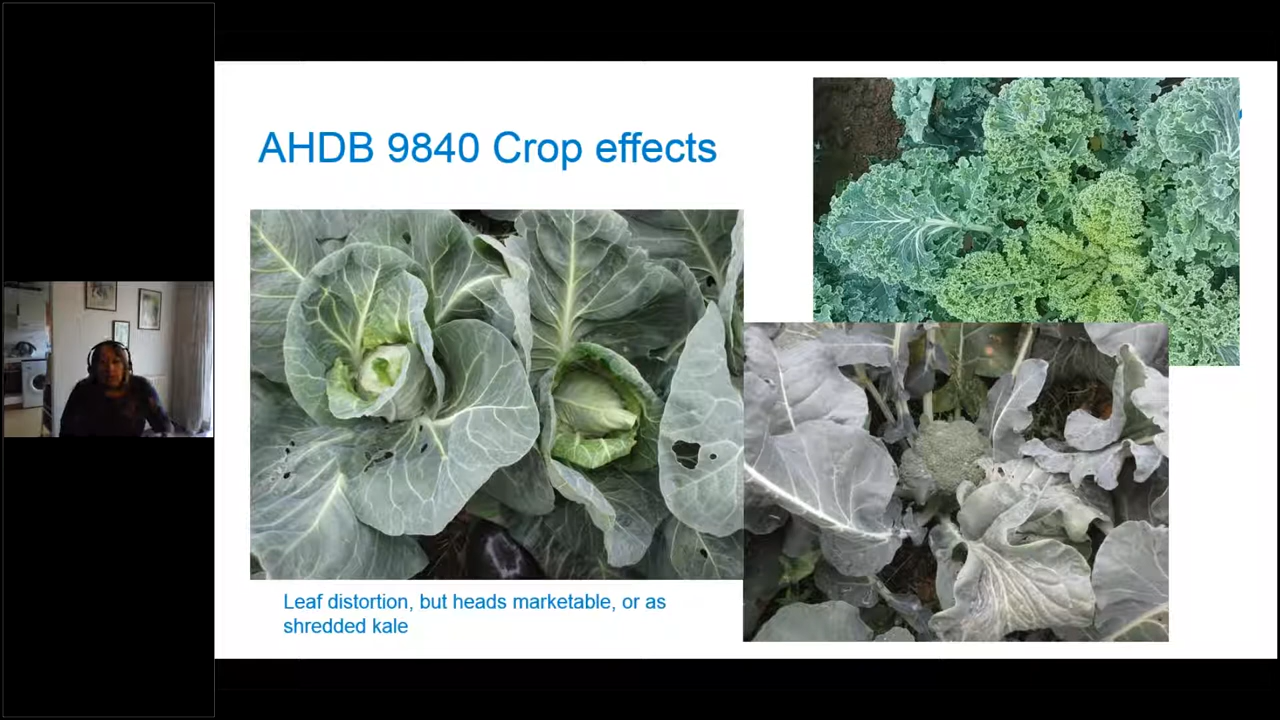 AHDB 9840 Crop effects
Leaf distortion, but heads marketable, or as
shredded kale